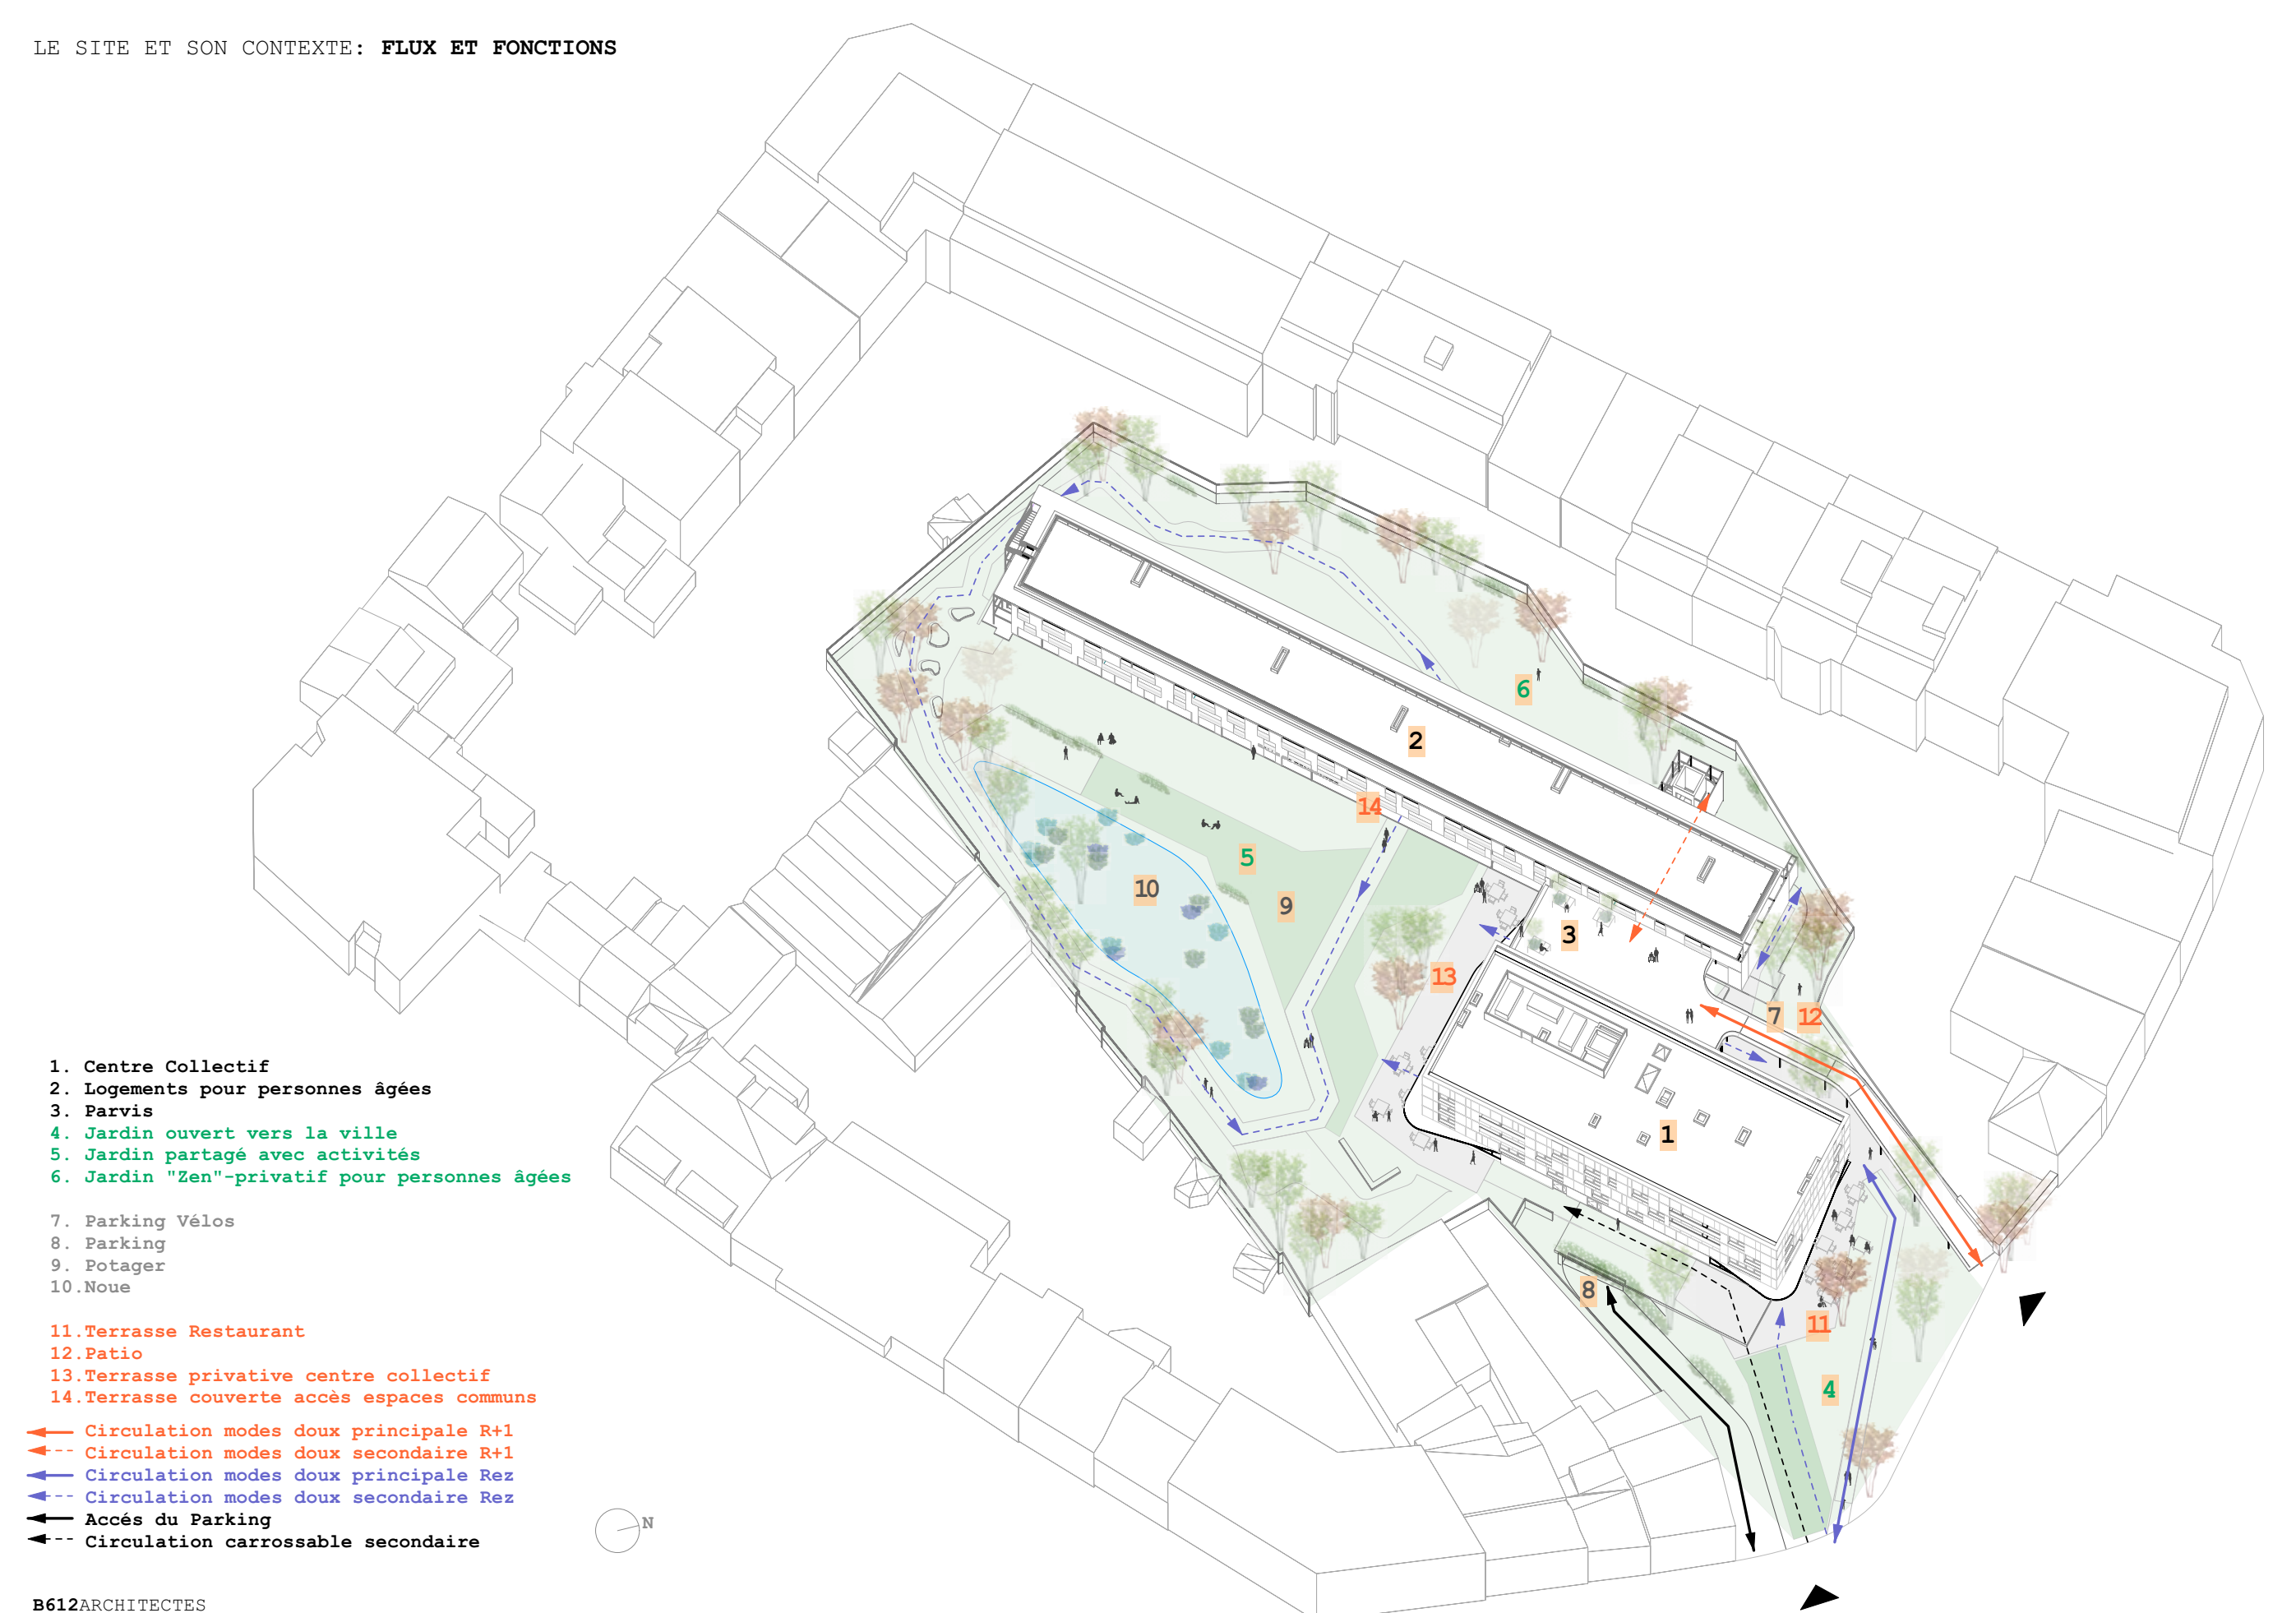 LE SITE ET SON CONTEXTE: FLUX ET FONCTIONS
6
2
14
5
10
9
3
13
7 12
1
8
11
4
1. Centre Collectif
2. Logements pour personnes âgées
3. Parvis
4. Jardin ouvert vers la ville
5. Jardin partagé avec activités
6. Jardin "Zen"-privatif pour personnes âgées
7. Parking Vélos
8. Parking
9. Potager
10.Noue
11.Terrasse Restaurant
12.Patio
13.Terrasse privative centre collectif
14.Terrasse couverte accès espaces communs
Circulation modes doux principale R+1
Circulation modes doux secondaire R+1
Circulation modes doux principale Rez
Circulation modes doux secondaire Rez
Accés du Parking
Circulation carrossable secondaire
N
B612ARCHITECTES